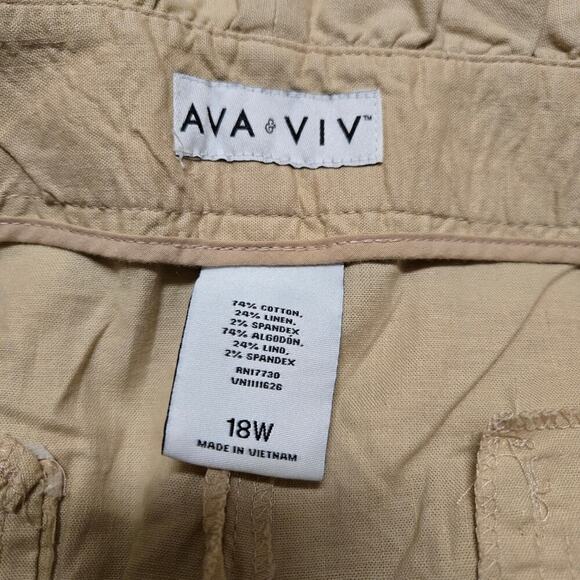 AVA & VIV™
74% COTTON,
24% LINEN,
2% SPANDEX
74% ALGODÓN,
24% LINO,
2% SPANDEX
RN17730
VN1111626
18W
MADE IN VIETNAM